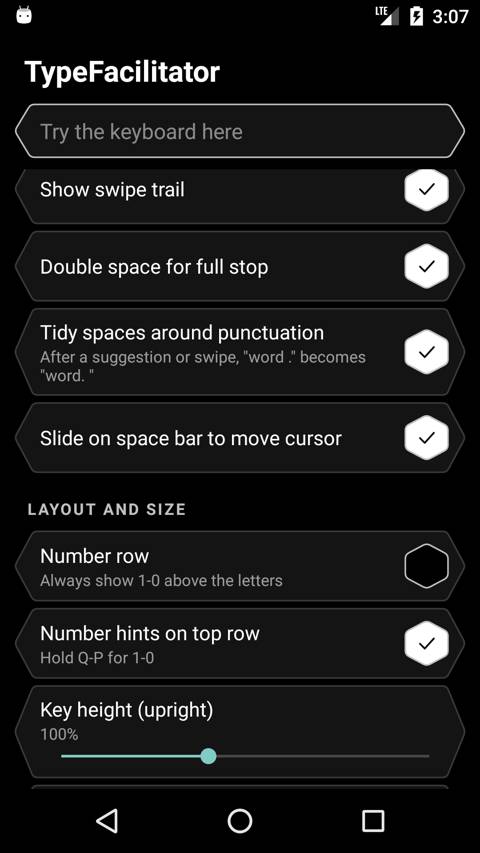 LTE 3:07
TypeFacilitator
Try the keyboard here
Show swipe trail
Double space for full stop
Tidy spaces around punctuation
After a suggestion or swipe, "word ." becomes
"word. "
Slide on space bar to move cursor
LAYOUT AND SIZE
Number row
Always show 1-0 above the letters
Number hints on top row
Hold Q-P for 1-0
Key height (upright)
100%